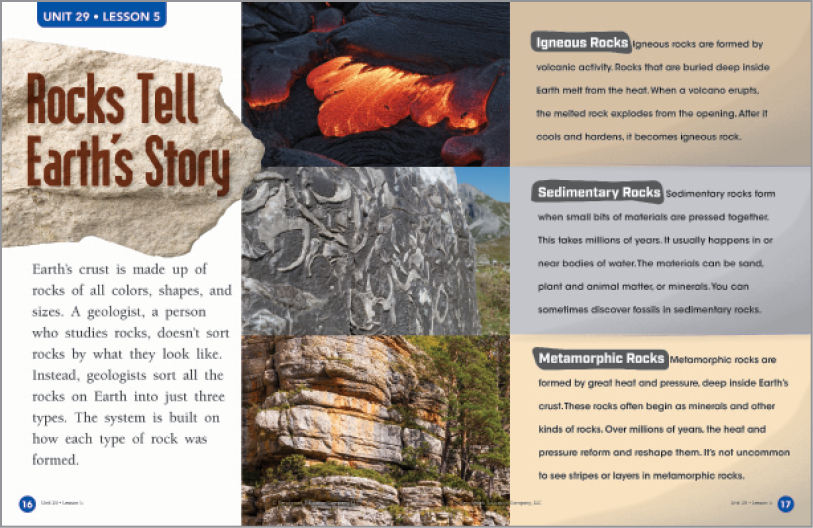 UNIT 29 • LESSON 5
Rocks Tell
Earth's Story
Earth's crust is made up of
rocks of all colors, shapes, and
sizes. A geologist, a person
who studies rocks, doesn't sort
rocks by what they look like.
Instead, geologists sort all the
rocks on Earth into just three
types. The system is built on
how each type of rock was
formed.
16 Unit 29 • Lesson 5
Igneous Rocks Igneous rocks are formed by
volcanic activity. Rocks that are buried deep inside
Earth melt from the heat. When a volcano erupts,
the melted rock explodes from the opening. After it
cools and hardens, it becomes igneous rock.
Sedimentary Rocks Sedimentary rocks form
when small bits of materials are pressed together.
This takes millions of years. It usually happens in or
near bodies of water. The materials can be sand,
plant and animal matter, or minerals. You can
sometimes discover fossils in sedimentary rocks.
Metamorphic Rocks Metamorphic rocks are
formed by great heat and pressure, deep inside Earth's
crust. These rocks often begin as minerals and other
kinds of rocks. Over millions of years, the heat and
pressure reform and reshape them. It's not uncommon
to see stripes or layers in metamorphic rocks.
Company, LLC
Unit 29 • Lesson 5 17